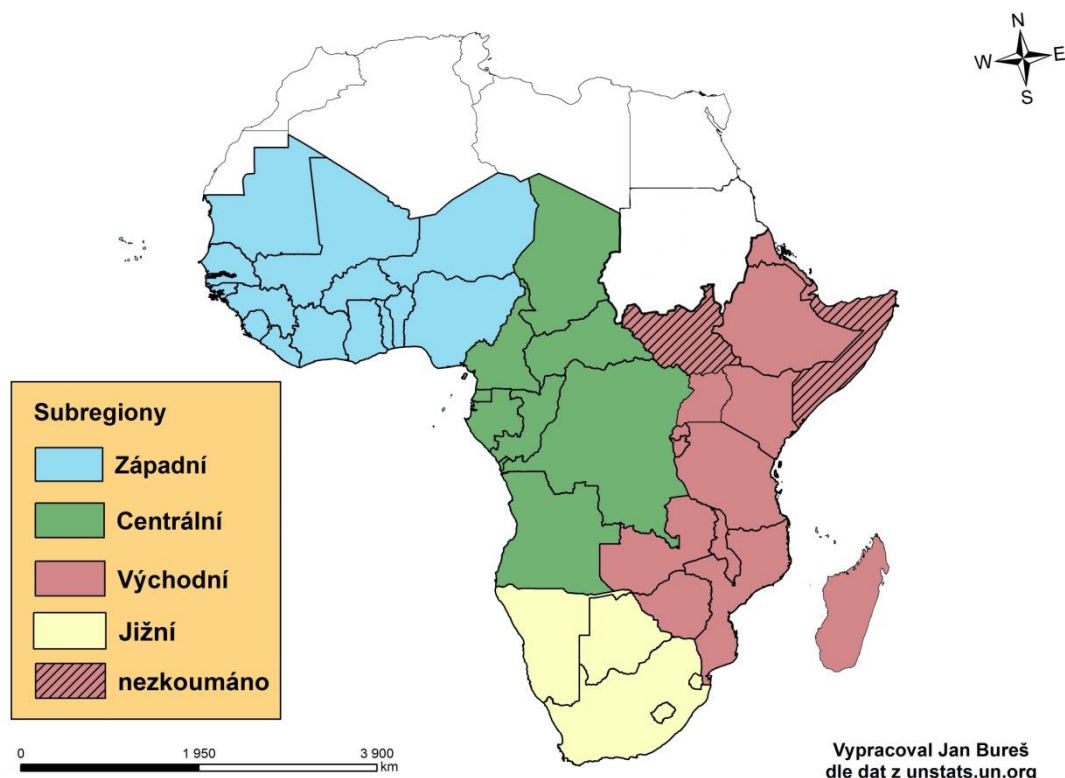 N
W E
S
Subregiony
Západní
Centrální
Východní
Jižní
nezkoumáno
0 1 950 3 900
km
Vypracoval Jan Bureš
dle dat z unstats.un.org